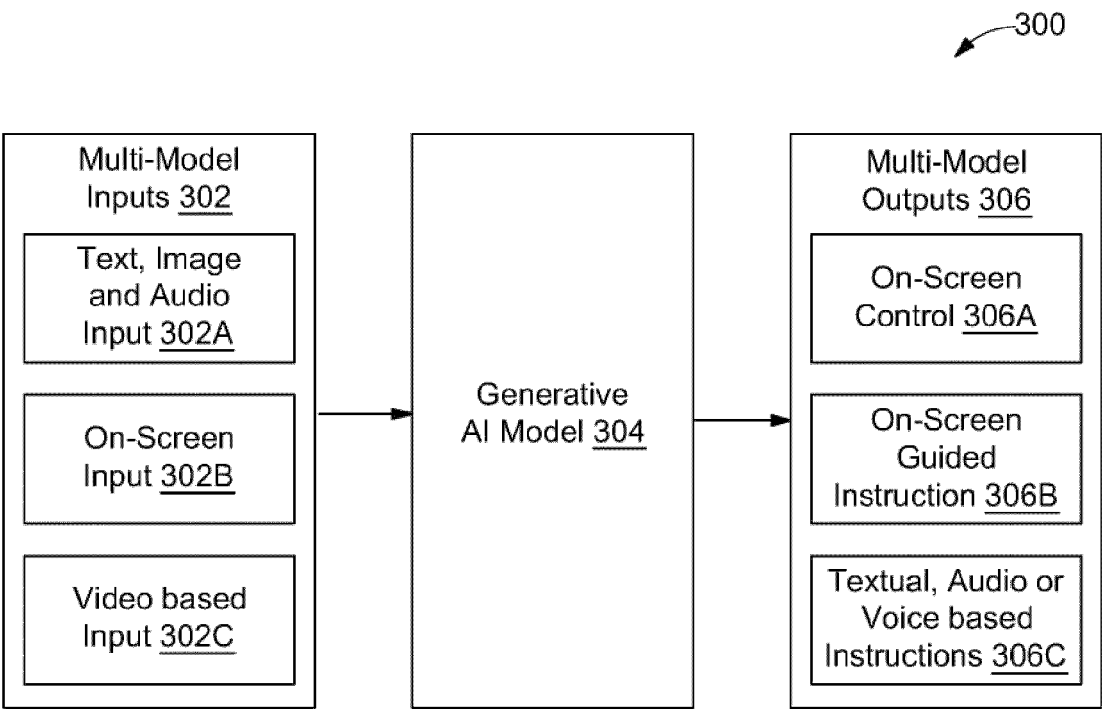 300
Multi-Model
Inputs 302
Text, Image
and Audio
Input 302A
On-Screen
Input 302B
Video based
Input 302C
Generative
AI Model 304
Multi-Model
Outputs 306
On-Screen
Control 306A
On-Screen
Guided
Instruction 306B
Textual, Audio or
Voice based
Instructions 306C